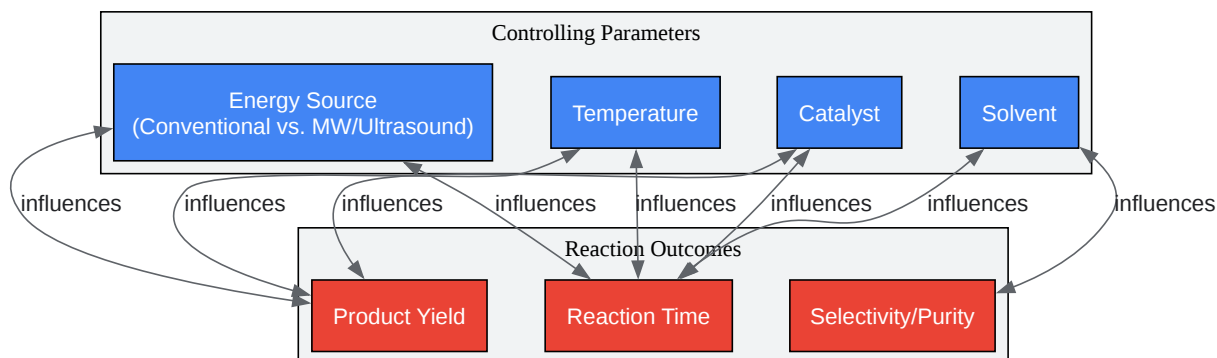 Controlling Parameters
Energy Source
(Conventional vs. MW/Ultrasound)
Temperature
Catalyst
Solvent
influences
influences
influences
influences
influences
influences
influences
influences
Reaction Outcomes
Product Yield
Reaction Time
Selectivity/Purity